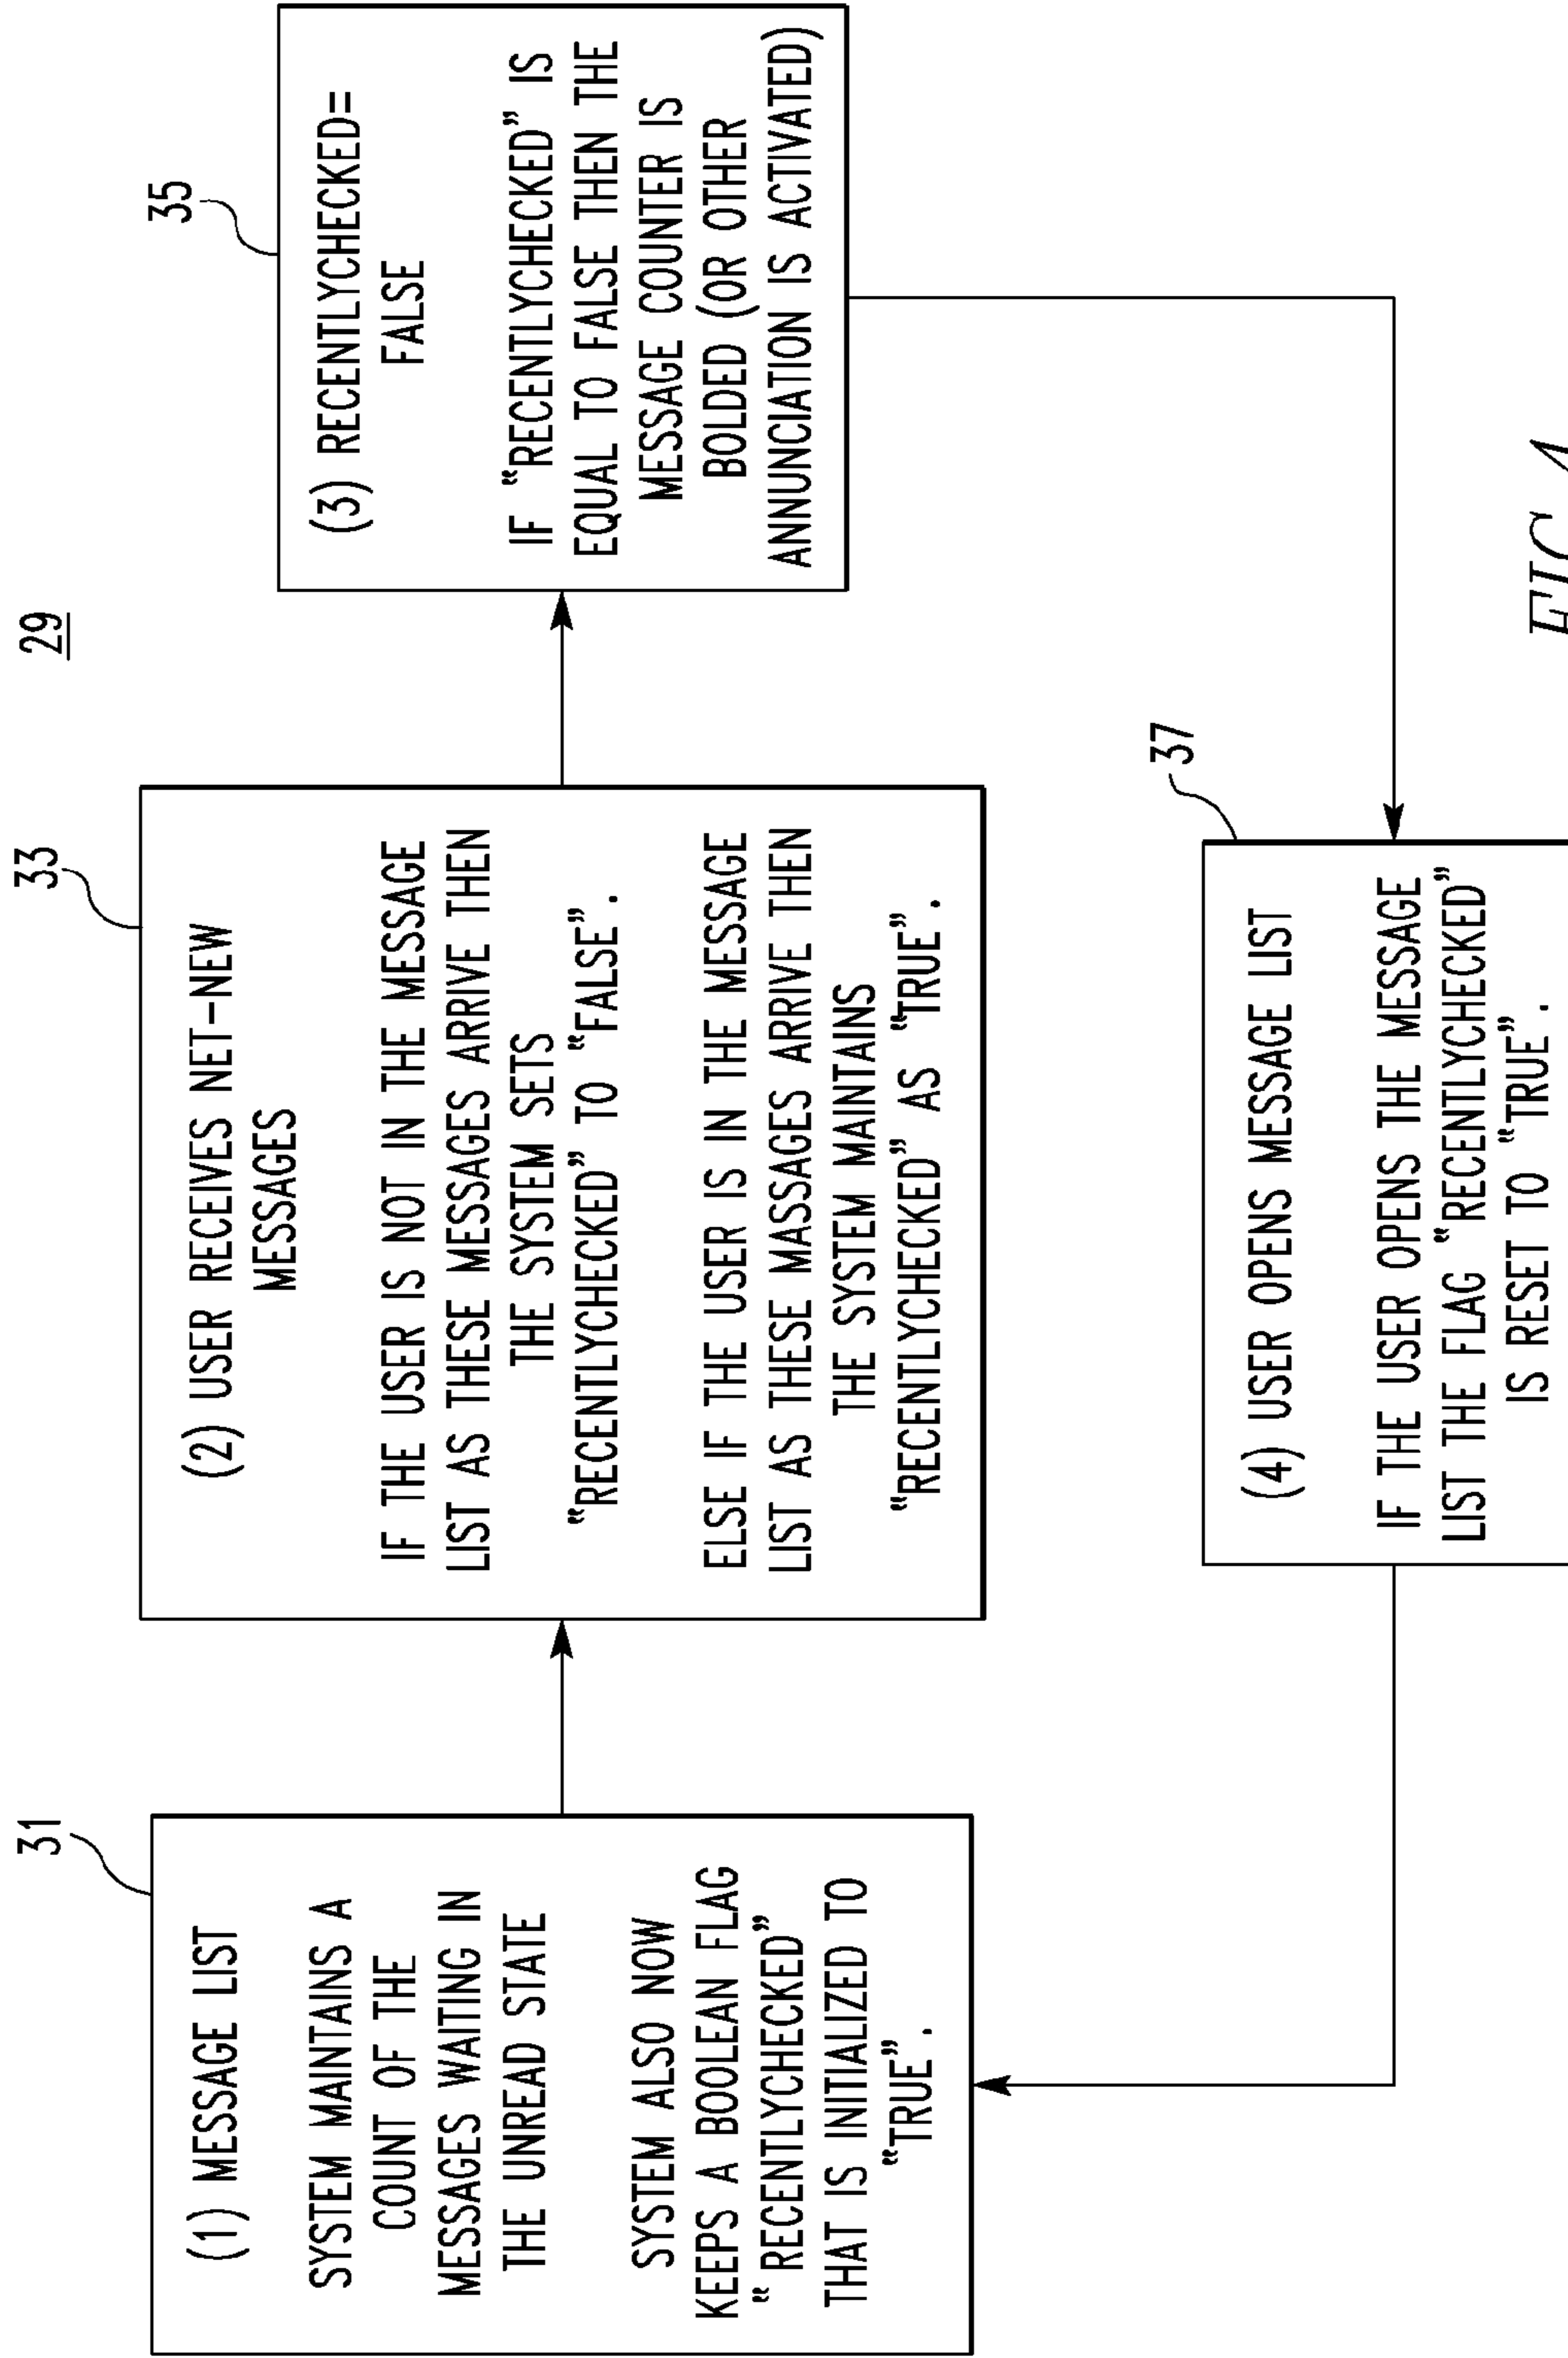 29
31
(1) MESSAGE LIST
SYSTEM MAINTAINS A
COUNT OF THE
MESSAGES WAITING IN
THE UNREAD STATE
SYSTEM ALSO NOW
KEEPS A BOOLEAN FLAG
“RECENTLYCHECKED”
THAT IS INITIALIZED TO
“TRUE”.
33
(2) USER RECEIVES NET-NEW
MESSAGES
IF THE USER IS NOT IN THE MESSAGE
LIST AS THESE MESSAGES ARRIVE THEN
THE SYSTEM SETS
“RECENTLYCHECKED” TO “FALSE”.
ELSE IF THE USER IS IN THE MESSAGE
LIST AS THESE MASSAGES ARRIVE THEN
THE SYSTEM MAINTAINS
“RECENTLYCHECKED” AS “TRUE”.
35
(3) RECENTLYCHECKED=
FALSE
IF “RECENTLYCHECKED” IS
EQUAL TO FALSE THEN THE
MESSAGE COUNTER IS
BOLDED (OR OTHER
ANNUNCIATION IS ACTIVATED)
37
(4) USER OPENS MESSAGE LIST
IF THE USER OPENS THE MESSAGE
LIST THE FLAG “RECENTLYCHECKED”
IS RESET TO “TRUE”.